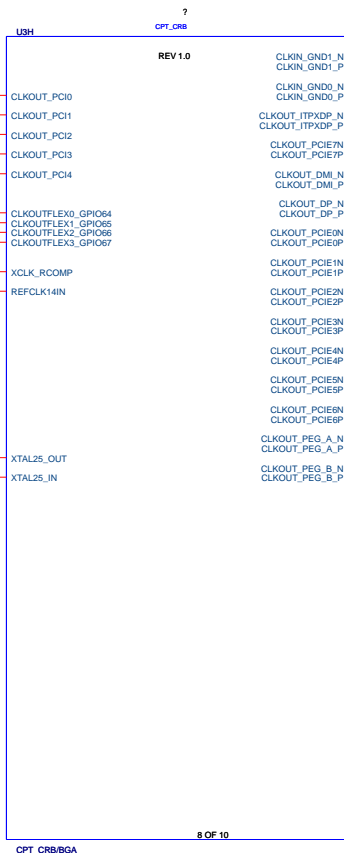 ?
CPT_CRB
U3H
REV 1.0
CLKIN_GND1_N
CLKIN_GND1_P
CLKIN_GND0_N
CLKIN_GND0_P
CLKOUT_PCI0
CLKOUT_PCI1
CLKOUT_ITPXDP_N
CLKOUT_ITPXDP_P
CLKOUT_PCI2
CLKOUT_PCIE7N
CLKOUT_PCIE7P
CLKOUT_PCI3
CLKOUT_PCI4
CLKOUT_DMI_N
CLKOUT_DMI_P
CLKOUT_DP_N
CLKOUT_DP_P
CLKOUTFLEX0_GPIO64
CLKOUTFLEX1_GPIO65
CLKOUTFLEX2_GPIO66
CLKOUTFLEX3_GPIO67
CLKOUT_PCIE0N
CLKOUT_PCIE0P
CLKOUT_PCIE1N
CLKOUT_PCIE1P
XCLK_RCOMP
REFCLK14IN
CLKOUT_PCIE2N
CLKOUT_PCIE2P
CLKOUT_PCIE3N
CLKOUT_PCIE3P
CLKOUT_PCIE4N
CLKOUT_PCIE4P
CLKOUT_PCIE5N
CLKOUT_PCIE5P
CLKOUT_PCIE6N
CLKOUT_PCIE6P
CLKOUT_PEG_A_N
CLKOUT_PEG_A_P
XTAL25_OUT
XTAL25_IN
CLKOUT_PEG_B_N
CLKOUT_PEG_B_P
8 OF 10
CPT_CRB/BGA